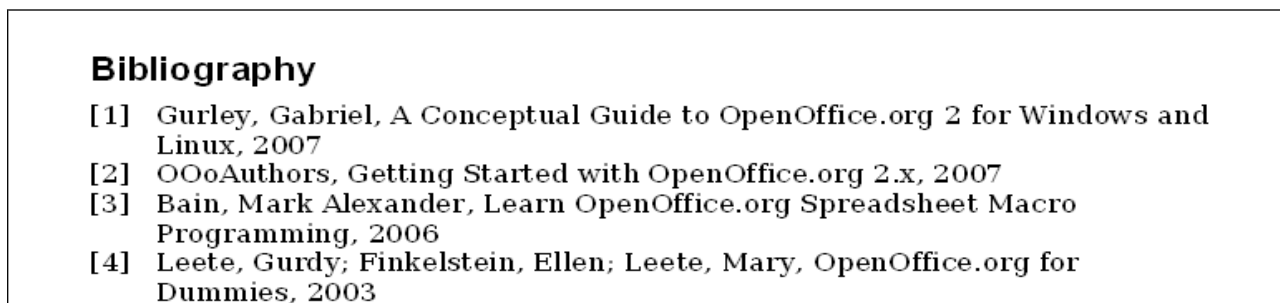 Bibliography
[1] Gurley, Gabriel, A Conceptual Guide to OpenOffice.org 2 for Windows and
Linux, 2007
[2] OOoAuthors, Getting Started with OpenOffice.org 2.x, 2007
[3] Bain, Mark Alexander, Learn OpenOffice.org Spreadsheet Macro
Programming, 2006
[4] Leete, Gurdy; Finkelstein, Ellen; Leete, Mary, OpenOffice.org for
Dummies, 2003